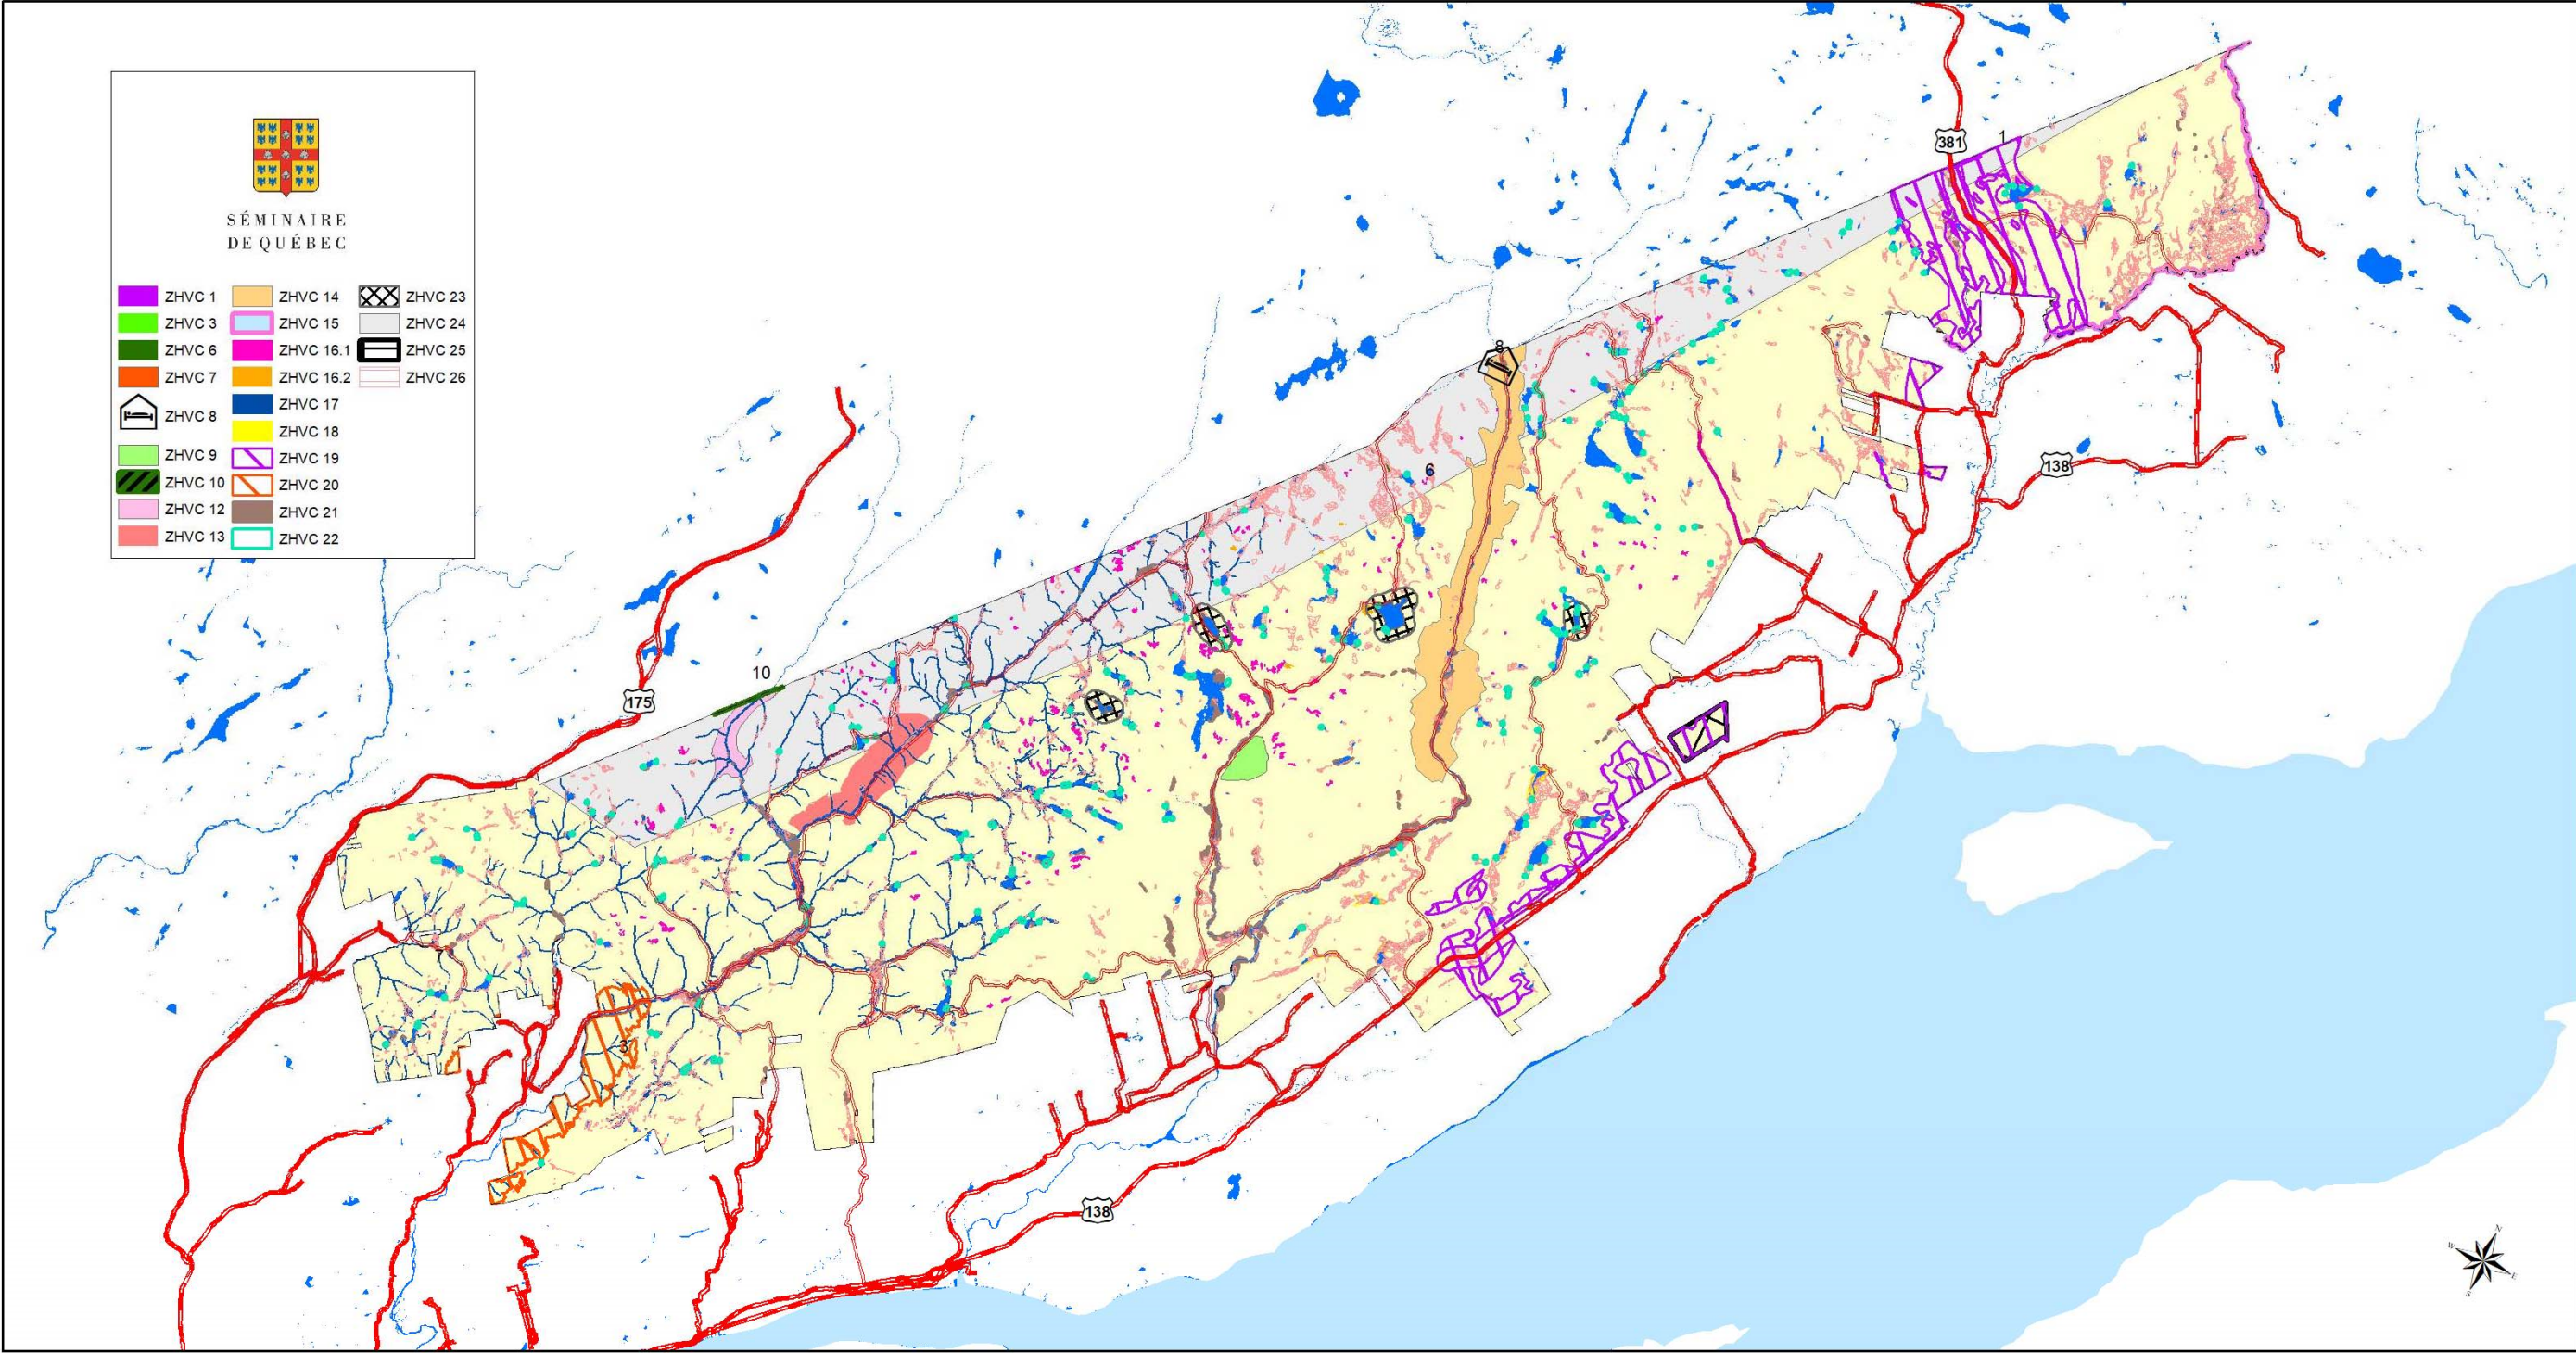 SÉMINAIRE
DE QUÉBEC
ZHVC 1
ZHVC 3
ZHVC 6
ZHVC 7
ZHVC 8
ZHVC 9
ZHVC 10
ZHVC 12
ZHVC 13
ZHVC 14
ZHVC 15
ZHVC 16.1
ZHVC 16.2
ZHVC 17
ZHVC 18
ZHVC 19
ZHVC 20
ZHVC 21
ZHVC 22
ZHVC 23
ZHVC 24
ZHVC 25
ZHVC 26
381
1
8
6
138
10
175
7
3
138
N
W
E
S